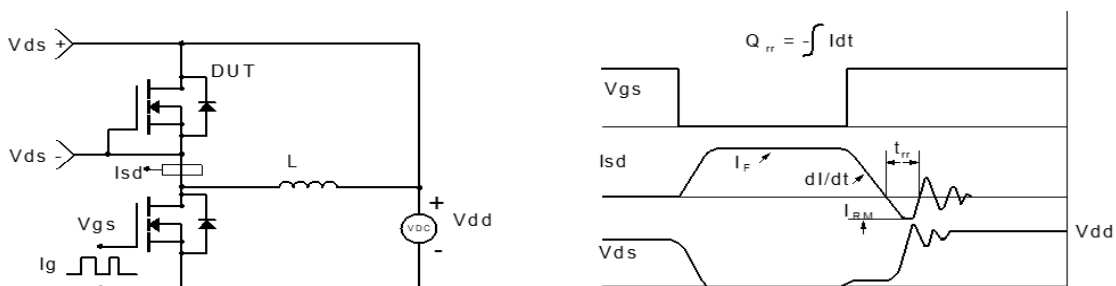 Vds +
DUT
Vds -
Isd
L
Vgs
+
VDC
-
Vdd
Ig
Q rr = -∫ Idt
Vgs
Isd
I F
dI/dt
t rr
I RM
Vds
Vdd